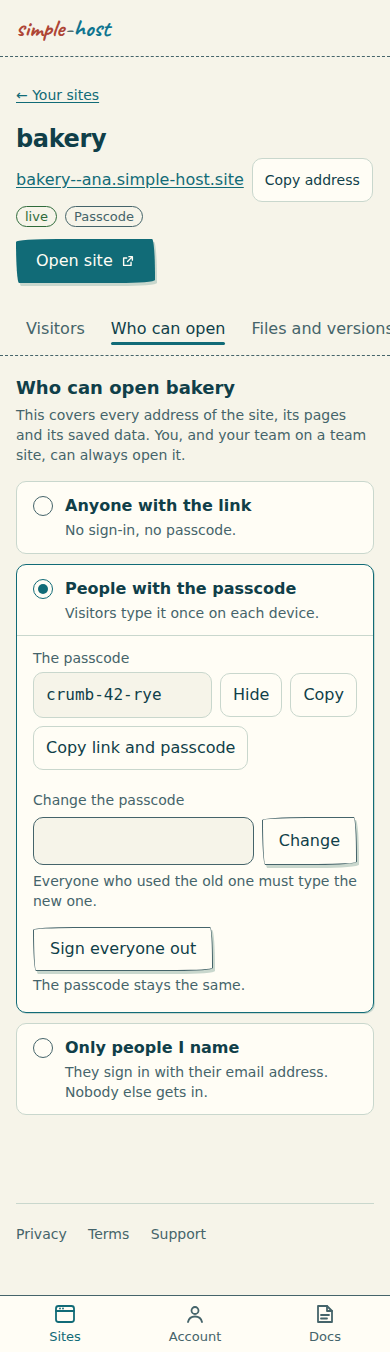 simple-host
← Your sites
bakery
bakery--ana.simple-host.site Copy address
live Passcode
Open site
Visitors Who can open Files and versions
Who can open bakery
This covers every address of the site, its pages
and its saved data. You, and your team on a team
site, can always open it.
Anyone with the link
No sign-in, no passcode.
People with the passcode
Visitors type it once on each device.
The passcode
crumb-42-rye Hide Copy
Copy link and passcode
Change the passcode
Change
Everyone who used the old one must type the
new one.
Sign everyone out
The passcode stays the same.
Only people I name
They sign in with their email address.
Nobody else gets in.
Privacy Terms Support
Sites Account Docs